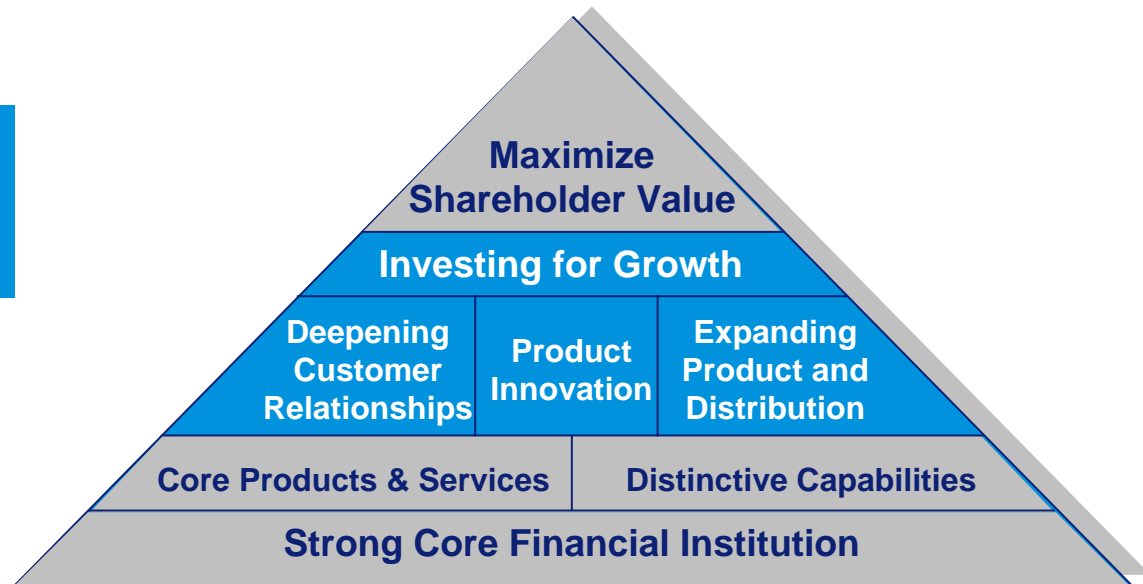 Maximize
Shareholder Value
Investing for Growth
Deepening
Customer
Relationships
Product
Innovation
Expanding
Product and
Distribution
Core Products & Services
Distinctive Capabilities
Strong Core Financial Institution